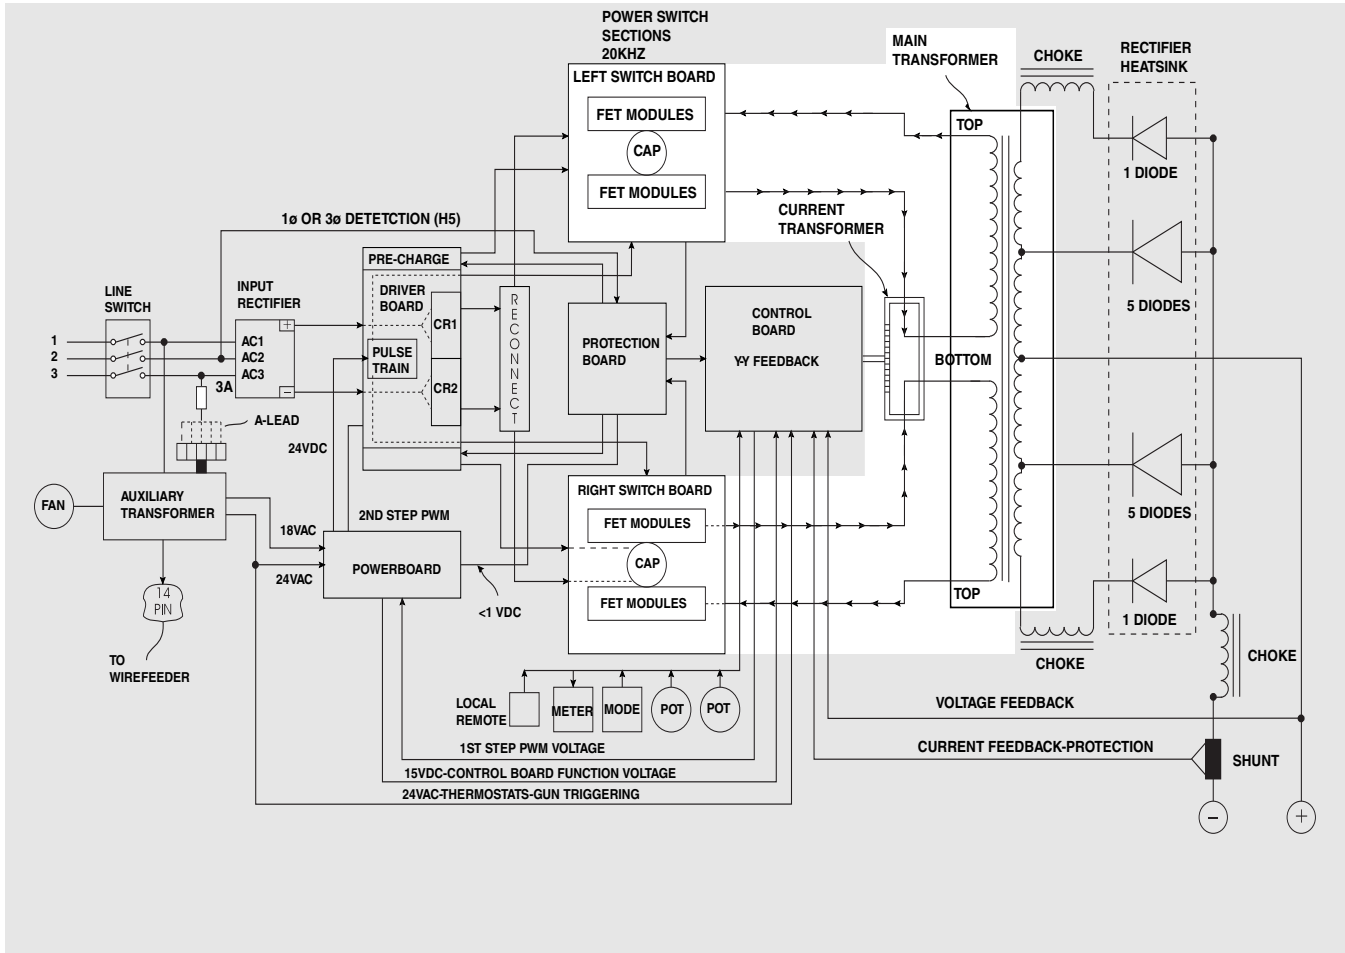 POWER SWITCH
SECTIONS
20KHZ
MAIN
TRANSFORMER
CHOKE
RECTIFIER
HEATSINK
LEFT SWITCH BOARD
FET MODULES
CAP
FET MODULES
TOP
1 DIODE
CURRENT
TRANSFORMER
1ø OR 3ø DETETCTION (H5)
PRE-CHARGE
LINE
SWITCH
INPUT
RECTIFIER
DRIVER
BOARD
RECONNECT
5 DIODES
+
CR1
CONTROL
BOARD
1
2
3
AC1
AC2
AC3
PULSE
TRAIN
PROTECTION
BOARD
Y-Y FEEDBACK
BOTTOM
3A
−
CR2
A-LEAD
24VDC
AUXILIARY
TRANSFORMER
FAN
RIGHT SWITCH BOARD
2ND STEP PWM
FET MODULES
5 DIODES
18VAC
24VAC
POWERBOARD
CAP
<1 VDC
FET MODULES
TOP
1 DIODE
14
PIN
TO
WIREFEEDER
CHOKE
CHOKE
LOCAL
REMOTE
METER
MODE
POT
POT
VOLTAGE FEEDBACK
1ST STEP PWM VOLTAGE
CURRENT FEEDBACK-PROTECTION
SHUNT
15VDC-CONTROL BOARD FUNCTION VOLTAGE
24VAC-THERMOSTATS-GUN TRIGGERING
−
+